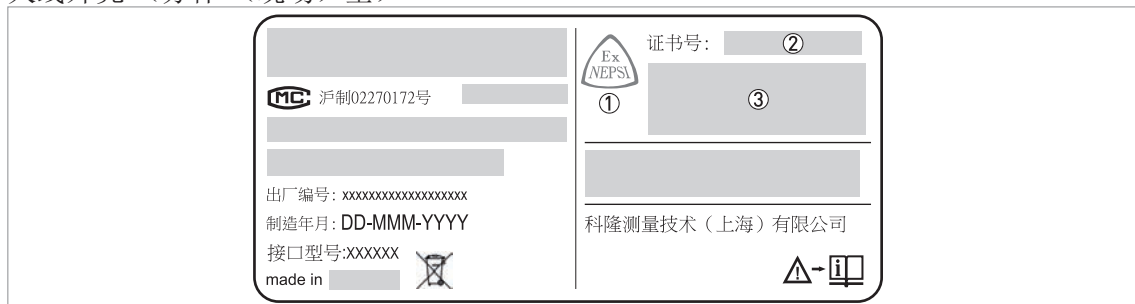 MC 沪制02270172号
出厂编号: xxxxxxxxxxxxxxxxxxx
制造年月: DD-MMM-YYYY
接口型号:XXXXXX
made in
Ex
NEPSI
①
证书号: ②
③
科隆测量技术（上海）有限公司